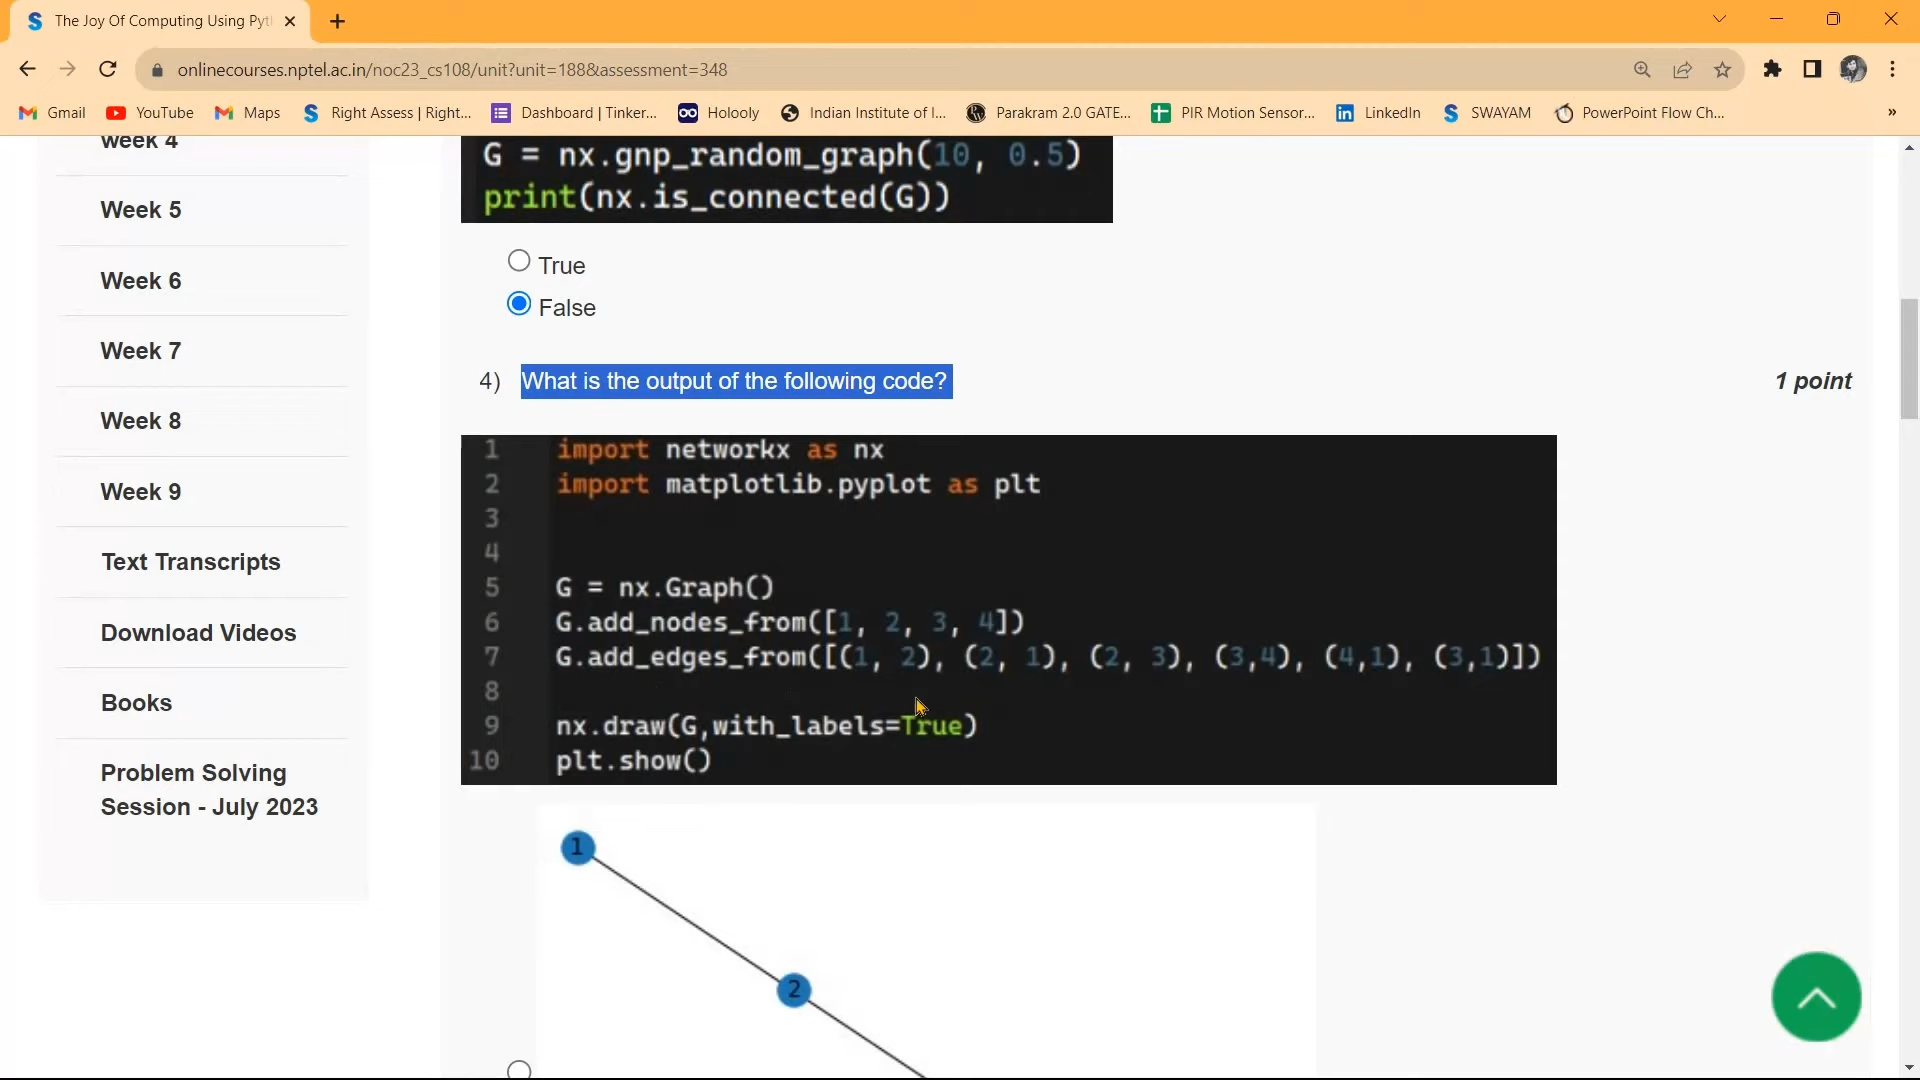 The Joy Of Computing Using Pyt
onlinecourses.nptel.ac.in/noc23_cs108/unit?unit=188&assessment=348
Gmail YouTube Maps Right Assess | Right... Dashboard | Tinker... Holooly Indian Institute of I... Parakram 2.0 GATE... PIR Motion Sensor... LinkedIn SWAYAM PowerPoint Flow Ch... »
week 4
Week 5
Week 6
Week 7
Week 8
Week 9
Text Transcripts
Download Videos
Books
Problem Solving
Session - July 2023
G = nx.gnp_random_graph(10, 0.5)
print(nx.is_connected(G))
True
False
4) What is the output of the following code? 1 point
1 import networkx as nx
2 import matplotlib.pyplot as plt
3
4
5 G = nx.Graph()
6 G.add_nodes_from([1, 2, 3, 4])
7 G.add_edges_from([(1, 2), (2, 1), (2, 3), (3,4), (4,1), (3,1)])
8
9 nx.draw(G,with_labels=True)
10 plt.show()
1
2